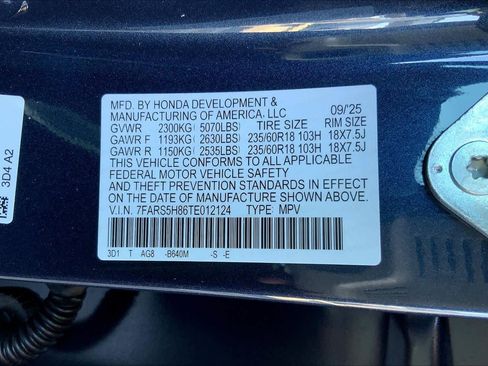 3D4 A2
MFD. BY HONDA DEVELOPMENT &
MANUFACTURING OF AMERICA, LLC 09/'25
GVWR 2300KG (5070LBS) TIRE SIZE RIM SIZE
GAWR F 1193KG (2630LBS) 235/60R18 103H 18X7.5J
GAWR R 1150KG (2535LBS) 235/60R18 103H 18X7.5J
THIS VEHICLE CONFORMS TO ALL APPLICABLE
FEDERAL MOTOR VEHICLE SAFETY
AND THEFT PREVENTION STANDARDS IN EFFECT
ON THE DATE OF MANUFACTURE SHOWN ABOVE.
V.I.N. 7FARS5H86TE012124 TYPE: MPV
3D1 T AG8 -B640M -S -E